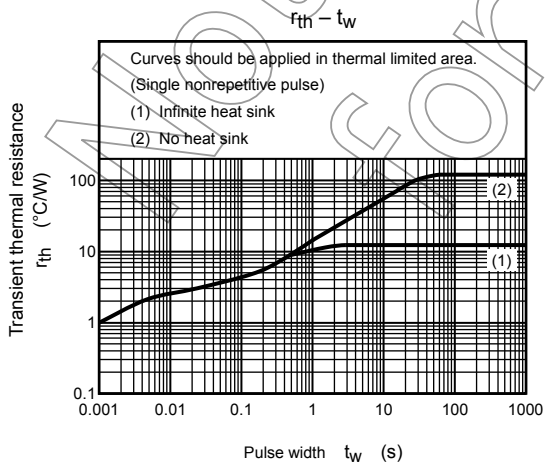 rth – tw
Curves should be applied in thermal limited area.
(Single nonrepetitive pulse)
(1) Infinite heat sink
(2) No heat sink
Transient thermal resistance
rth (°C/W)
100
10
1
0.1
(2)
(1)
0.001 0.01 0.1 1 10 100 1000
Pulse width tw (s)